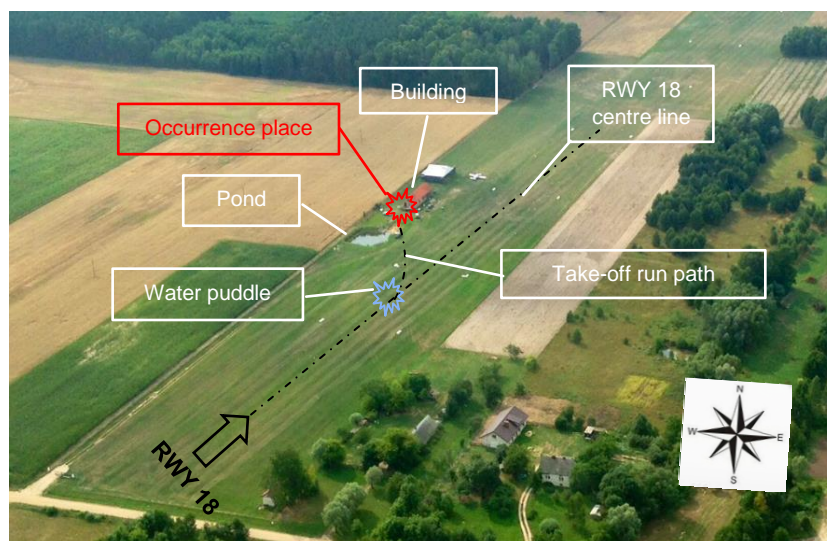 Building
RWY 18
centre line
Occurrence place
Pond
Water puddle
Take-off run path
RWY 18
N
W
E
S